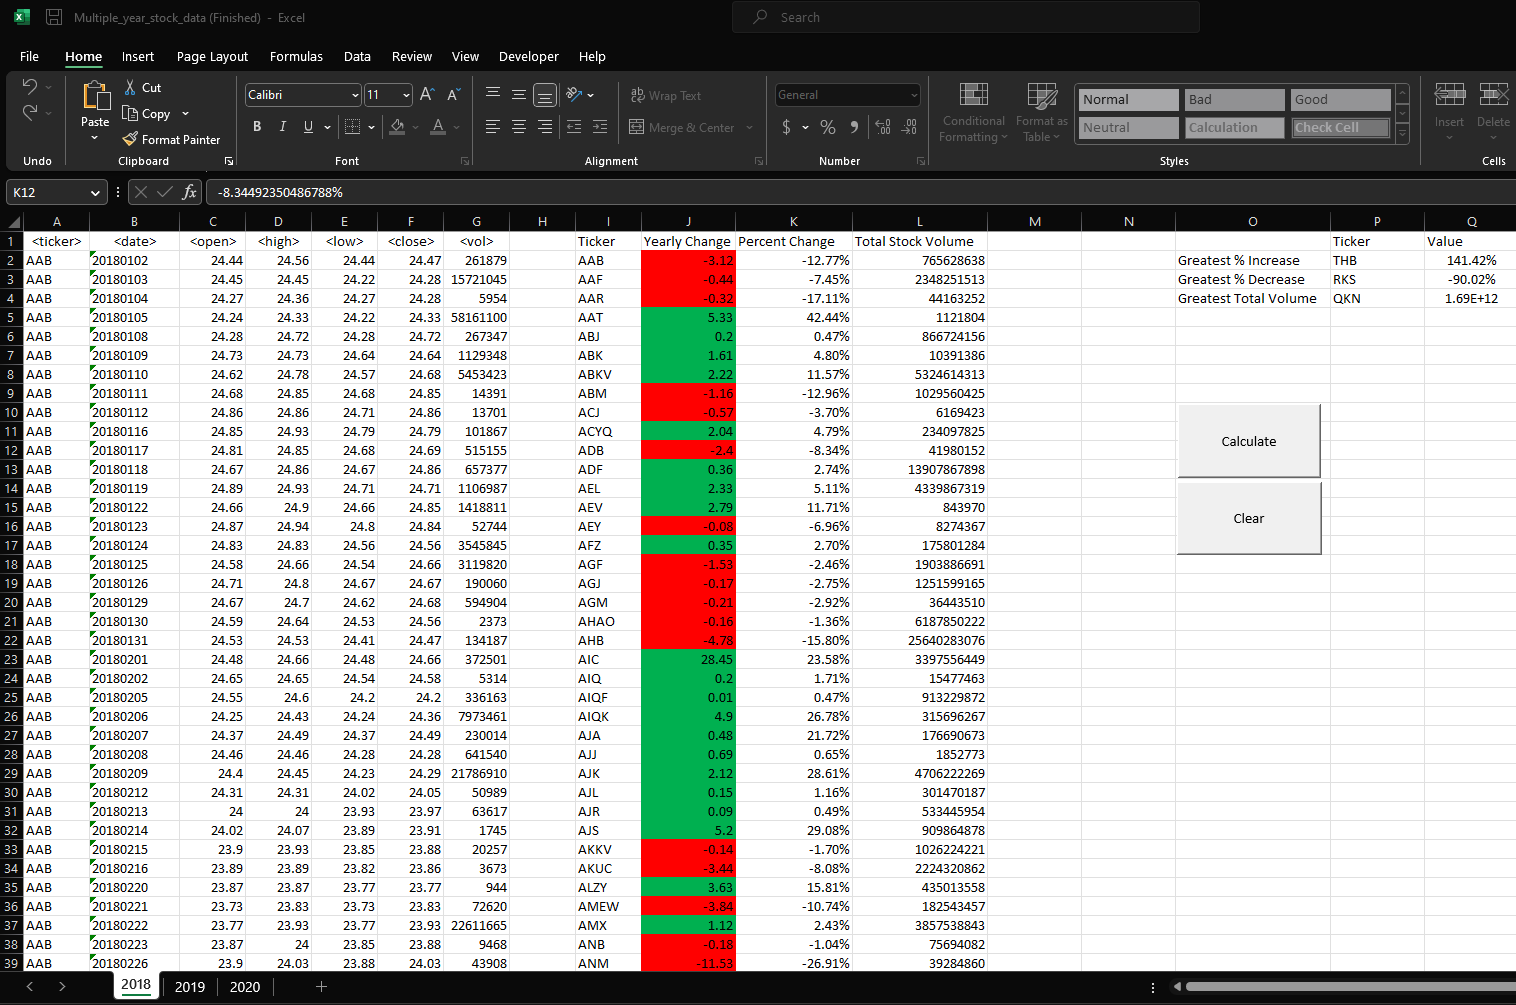 Multiple_year_stock_data (Finished) - Excel
Search
File Home Insert Page Layout Formulas Data Review View Developer Help
Cut
Copy
Format Painter
Paste
Calibri 11
B I U
Wrap Text
Merge & Center
General
$ % 9
Conditional Formatting
Format as Table
Normal Bad Good
Neutral Calculation Check Cell
Insert Delete
Undo Clipboard Font Alignment Number Styles Cells
K12 fx -8.34492350486788%
A B C D E F G H I J K L M N O P Q
1 <ticker> <date> <open> <high> <low> <close> <vol> Ticker Yearly Change Percent Change Total Stock Volume Ticker Value
2 AAB 20180102 24.44 24.56 24.44 24.47 261879 AAB -3.12 -12.77% 765628638 Greatest % Increase THB 141.42%
3 AAB 20180103 24.45 24.45 24.22 24.28 15721045 AAF -0.44 -7.45% 2348251513 Greatest % Decrease RKS -90.02%
4 AAB 20180104 24.27 24.36 24.27 24.28 5954 AAR -0.32 -17.11% 44163252 Greatest Total Volume QKN 1.69E+12
5 AAB 20180105 24.24 24.33 24.22 24.33 58161100 AAT 5.33 42.44% 1121804
6 AAB 20180108 24.28 24.72 24.28 24.72 267347 ABJ 0.2 0.47% 866724156
7 AAB 20180109 24.73 24.73 24.64 24.64 1129348 ABK 1.61 4.80% 10391386
8 AAB 20180110 24.62 24.78 24.57 24.68 5453423 ABKV 2.22 11.57% 5324614313
9 AAB 20180111 24.68 24.85 24.68 24.85 14391 ABM -1.16 -12.96% 1029560425
10 AAB 20180112 24.86 24.86 24.71 24.86 13701 ACJ -0.57 -3.70% 6169423
11 AAB 20180116 24.85 24.93 24.79 24.79 101867 ACYQ 2.04 4.79% 234097825
12 AAB 20180117 24.81 24.85 24.68 24.69 515155 ADB -2.4 -8.34% 41980152
Calculate
13 AAB 20180118 24.67 24.86 24.67 24.86 657377 ADF 0.36 2.74% 13907867898
14 AAB 20180119 24.89 24.93 24.71 24.71 1106987 AEL 2.33 5.11% 4339867319
15 AAB 20180122 24.66 24.9 24.66 24.85 1418811 AEV 2.79 11.71% 843970
16 AAB 20180123 24.87 24.94 24.8 24.84 52744 AEY -0.08 -6.96% 8274367
Clear
17 AAB 20180124 24.83 24.83 24.56 24.56 3545845 AFZ 0.35 2.70% 175801284
18 AAB 20180125 24.58 24.66 24.54 24.66 3119820 AGF -1.53 -2.46% 1903886691
19 AAB 20180126 24.71 24.8 24.67 24.67 190060 AGJ -0.17 -2.75% 1251599165
20 AAB 20180129 24.67 24.7 24.62 24.68 594904 AGM -0.21 -2.92% 36443510
21 AAB 20180130 24.59 24.64 24.53 24.56 2373 AHAO -0.16 -1.36% 6187850222
22 AAB 20180131 24.53 24.53 24.41 24.47 134187 AHB -4.78 -15.80% 25640283076
23 AAB 20180201 24.48 24.66 24.48 24.66 372501 AIC 28.45 23.58% 3397556449
24 AAB 20180202 24.65 24.65 24.54 24.58 5314 AIQ 0.2 1.71% 15477463
25 AAB 20180205 24.55 24.6 24.2 24.2 336163 AIQF 0.01 0.47% 913229872
26 AAB 20180206 24.25 24.43 24.24 24.36 7973461 AIQK 4.9 26.78% 315696267
27 AAB 20180207 24.37 24.49 24.37 24.49 230014 AJA 0.48 21.72% 176690673
28 AAB 20180208 24.46 24.46 24.28 24.28 641540 AJJ 0.69 0.65% 1852773
29 AAB 20180209 24.4 24.45 24.23 24.29 21786910 AJK 2.12 28.61% 4706222269
30 AAB 20180212 24.31 24.31 24.02 24.05 50989 AJL 0.15 1.16% 301470187
31 AAB 20180213 24 24 23.93 23.97 63617 AJR 0.09 0.49% 533445954
32 AAB 20180214 24.02 24.07 23.89 23.91 1745 AJS 5.2 29.08% 909864878
33 AAB 20180215 23.9 23.93 23.85 23.88 20257 AKKV -0.14 -1.70% 1026224221
34 AAB 20180216 23.89 23.89 23.82 23.86 3673 AKUC -3.44 -8.08% 2224320862
35 AAB 20180220 23.87 23.87 23.77 23.77 944 ALZY 3.63 15.81% 435013558
36 AAB 20180221 23.73 23.83 23.73 23.83 72620 AMEW -3.84 -10.74% 182543457
37 AAB 20180222 23.77 23.93 23.77 23.93 22611665 AMX 1.12 2.43% 3857538843
38 AAB 20180223 23.87 24 23.85 23.88 9468 ANB -0.18 -1.04% 75694082
39 AAB 20180226 23.9 24.03 23.88 24.03 43908 ANM -11.53 -26.91% 39284860
2018 2019 2020